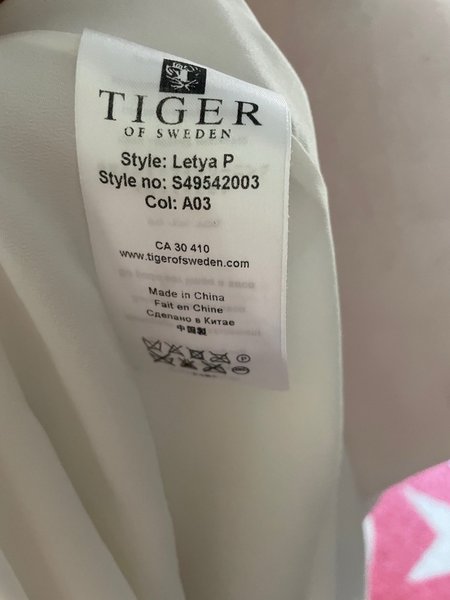 TIGER
OF SWEDEN
Style: Letya P
Style no: S49542003
Col: A03
CA 30 410
www.tigerofsweden.com
Made in China
Fait en Chine
Сделано в Китае
中国製